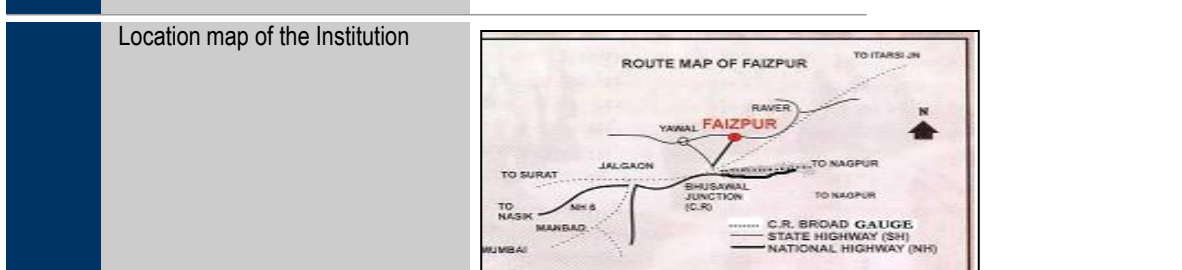 Location map of the Institution
ROUTE MAP OF FAIZPUR
TO ITARSI JN
RAVER
N
YAWAL
FAIZPUR
JALGAON
TO NAGPUR
TO SURAT
BHUSAWAL
JUNCTION
(C.R)
TO NAGPUR
TO
NASIK
NH 6
MANBAD
MUMBAI
C.R. BROAD GAUGE
STATE HIGHWAY (SH)
NATIONAL HIGHWAY (NH)